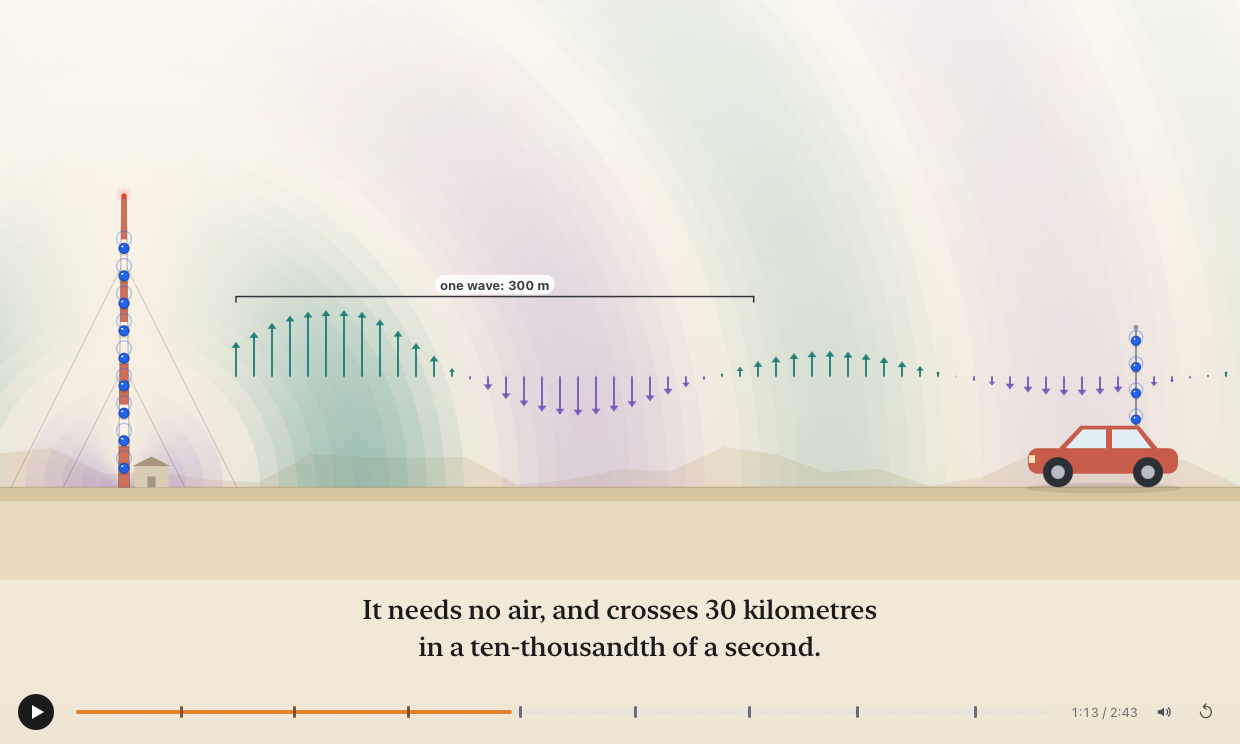 one wave: 300 m
It needs no air, and crosses 30 kilometres
in a ten-thousandth of a second.
1:13 / 2:43